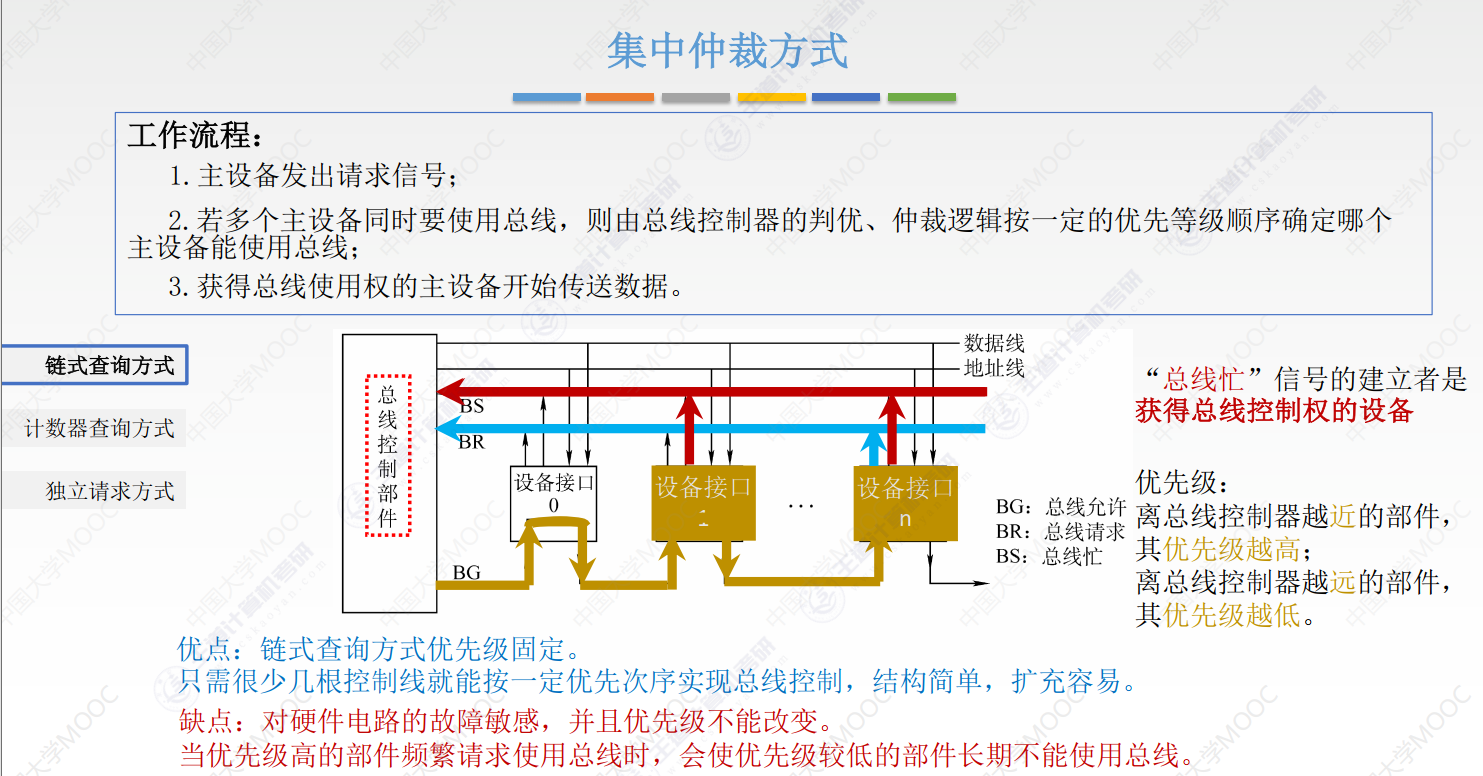 集中仲裁方式
工作流程：
1.主设备发出请求信号；
2.若多个主设备同时要使用总线，则由总线控制器的判优、仲裁逻辑按一定的优先等级顺序确定哪个
主设备能使用总线；
3.获得总线使用权的主设备开始传送数据。
链式查询方式
计数器查询方式
独立请求方式
总线控制部件
数据线
地址线
BS
BR
设备接口
0
设备接口
1
…
设备接口
n
BG
BG：总线允许
BR：总线请求
BS：总线忙
“总线忙”信号的建立者是
获得总线控制权的设备
优先级：
离总线控制器越近的部件，
其优先级越高；
离总线控制器越远的部件，
其优先级越低。
优点：链式查询方式优先级固定。
只需很少几根控制线就能按一定优先次序实现总线控制，结构简单，扩充容易。
缺点：对硬件电路的故障敏感，并且优先级不能改变。
当优先级高的部件频繁请求使用总线时，会使优先级较低的部件长期不能使用总线。
中国大学MOOC
王道计算机考研